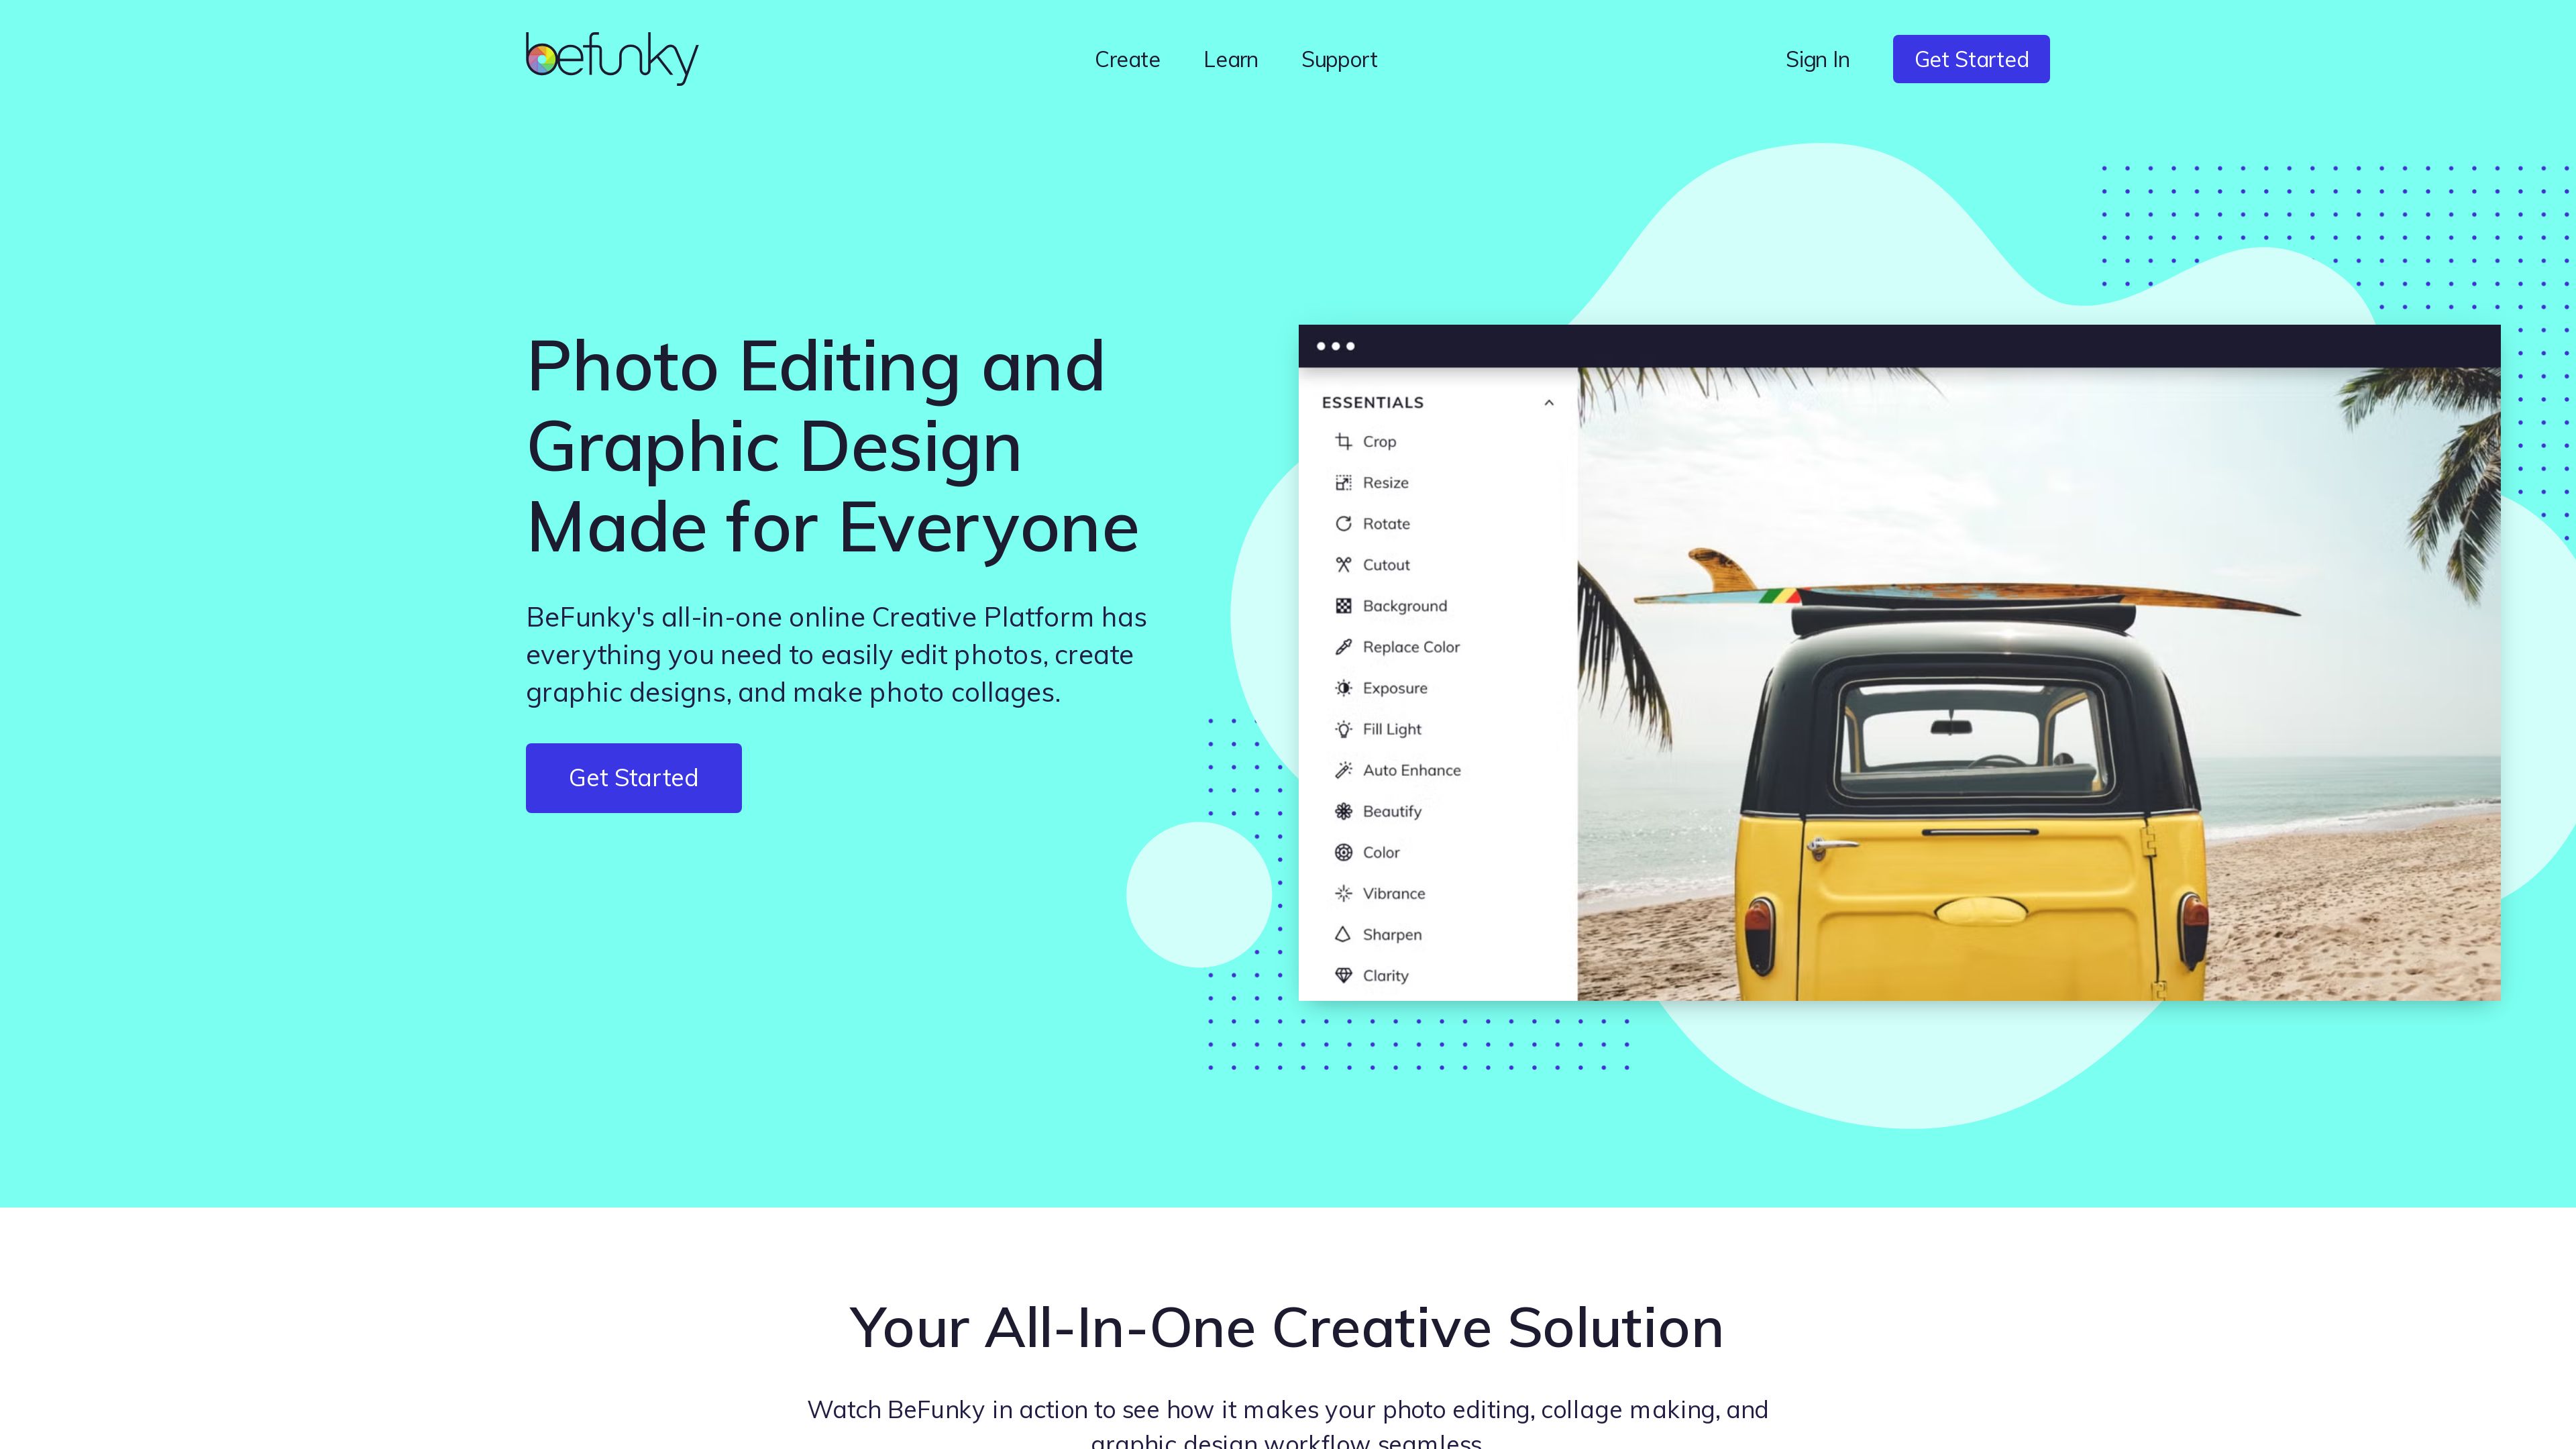 befunky
Create
Learn
Support
Sign In
Get Started
Photo Editing and
Graphic Design
Made for Everyone
BeFunky's all-in-one online Creative Platform has
everything you need to easily edit photos, create
graphic designs, and make photo collages.
Get Started
ESSENTIALS
Crop
Resize
Rotate
Cutout
Background
Replace Color
Exposure
Fill Light
Auto Enhance
Beautify
Color
Vibrance
Sharpen
Clarity
Your All-In-One Creative Solution
Watch BeFunky in action to see how it makes your photo editing, collage making, and
graphic design workflow seamless